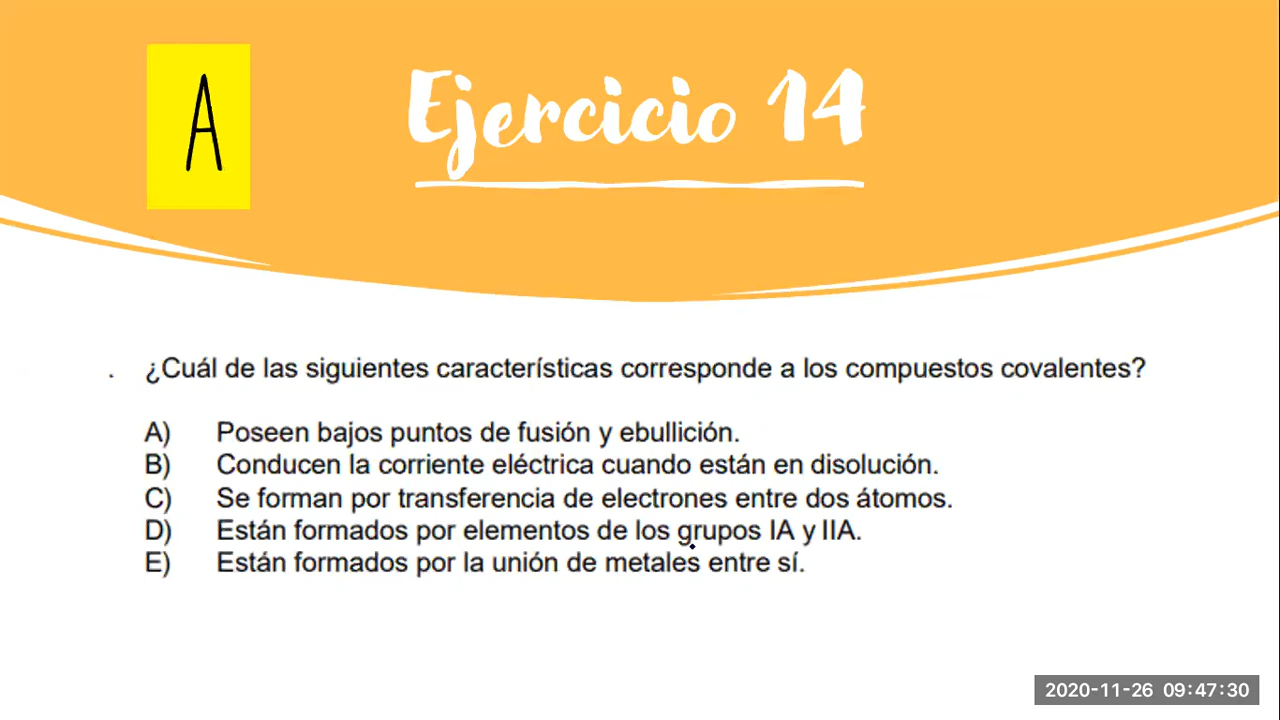 A
Ejercicio 14
. ¿Cuál de las siguientes características corresponde a los compuestos covalentes?
A) Poseen bajos puntos de fusión y ebullición.
B) Conducen la corriente eléctrica cuando están en disolución.
C) Se forman por transferencia de electrones entre dos átomos.
D) Están formados por elementos de los grupos IA y IIA.
E) Están formados por la unión de metales entre sí.
2020-11-26 09:47:30